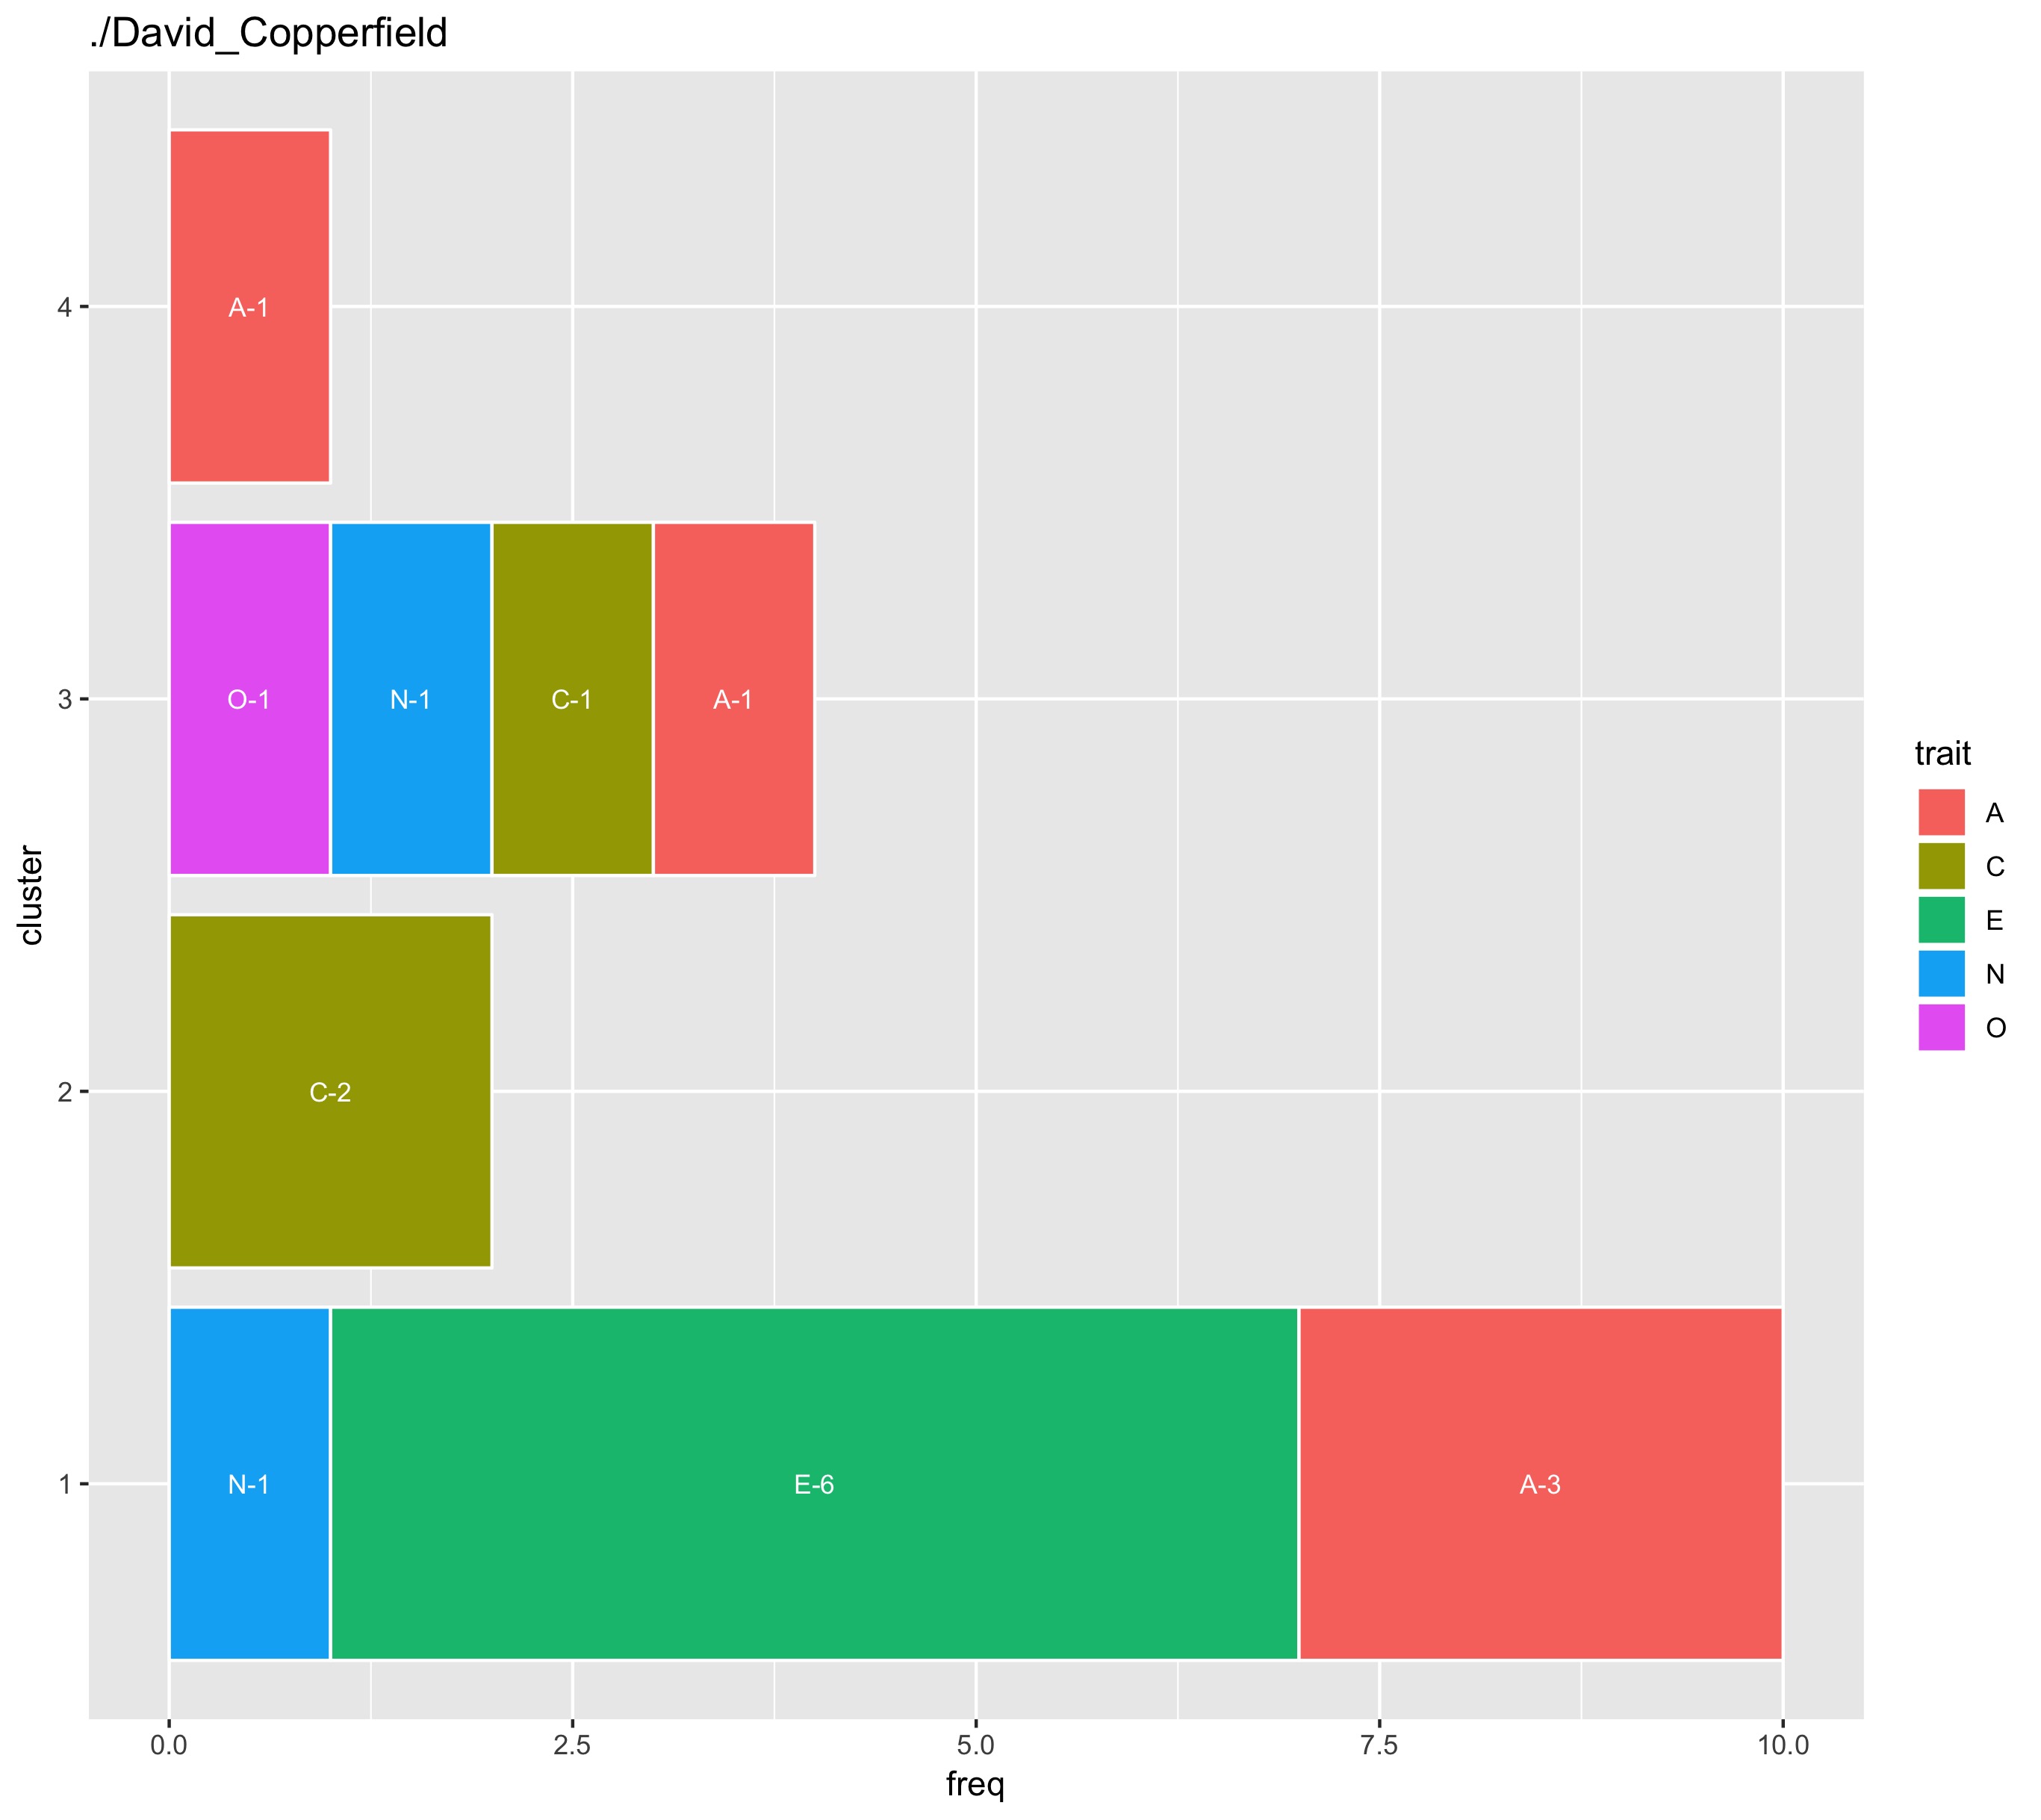 ./David_Copperfield
cluster
4
A-1
3
O-1 N-1 C-1 A-1
2
C-2
1
N-1 E-6 A-3
0.0 2.5 5.0 7.5 10.0
freq
trait
A
C
E
N
O